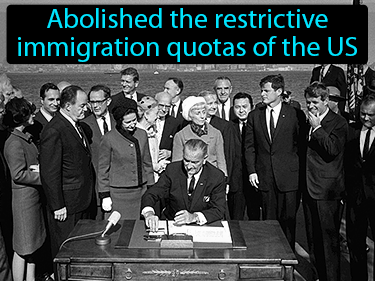 Abolished the restrictive
immigration quotas of the US